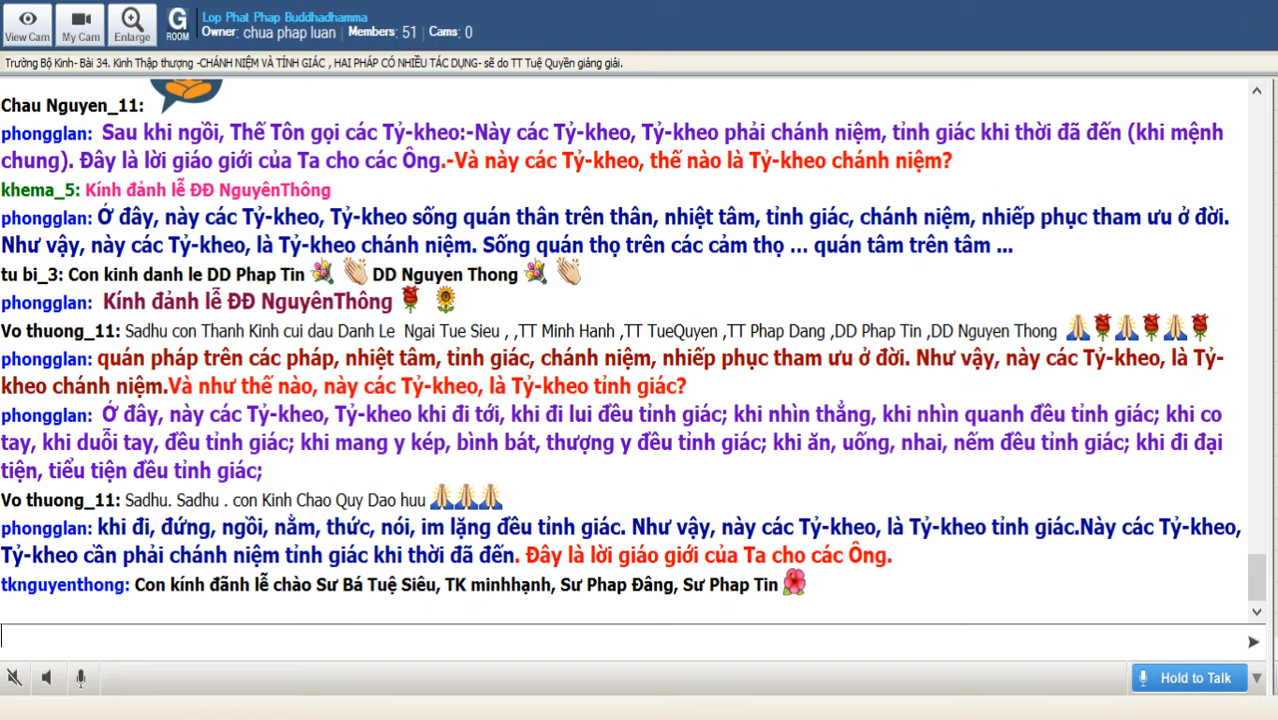 View Cam
My Cam
Enlarge
G
ROOM
Lop Phat Phap Buddhadhamma
Owner: chua phap luan | Members: 51 | Cams: 0
Trường Bộ Kinh- Bài 34. Kinh Thập thượng -CHÁNH NIỆM VÀ TỈNH GIÁC , HAI PHÁP CÓ NHIỀU TÁC DỤNG- sẽ do TT Tuệ Quyền giảng giải.
Chau Nguyen_11:
phongglan: Sau khi ngồi, Thế Tôn gọi các Tỷ-kheo:-Này các Tỷ-kheo, Tỷ-kheo phải chánh niệm, tỉnh giác khi thời đã đến (khi mệnh
chung). Đây là lời giáo giới của Ta cho các Ông.-Và này các Tỷ-kheo, thế nào là Tỷ-kheo chánh niệm?
khema_5: Kính đảnh lễ ĐĐ NguyênThông
phongglan: Ở đây, này các Tỷ-kheo, Tỷ-kheo sống quán thân trên thân, nhiệt tâm, tỉnh giác, chánh niệm, nhiếp phục tham ưu ở đời.
Như vậy, này các Tỷ-kheo, là Tỷ-kheo chánh niệm. Sống quán thọ trên các cảm thọ ... quán tâm trên tâm ...
tu bi_3: Con kinh danh le DD Phap Tin DD Nguyen Thong
phongglan: Kính đảnh lễ ĐĐ NguyênThông
Vo thuong_11: Sadhu con Thanh Kinh cui dau Danh Le Ngai Tue Sieu , ,TT Minh Hanh ,TT TueQuyen ,TT Phap Dang ,DD Phap Tin ,DD Nguyen Thong
phongglan: quán pháp trên các pháp, nhiệt tâm, tỉnh giác, chánh niệm, nhiếp phục tham ưu ở đời. Như vậy, này các Tỷ-kheo, là Tỷ-
kheo chánh niệm.Và như thế nào, này các Tỷ-kheo, là Tỷ-kheo tỉnh giác?
phongglan: Ở đây, này các Tỷ-kheo, Tỷ-kheo khi đi tới, khi đi lui đều tỉnh giác; khi nhìn thẳng, khi nhìn quanh đều tỉnh giác; khi co
tay, khi duỗi tay, đều tỉnh giác; khi mang y kép, bình bát, thượng y đều tỉnh giác; khi ăn, uống, nhai, nếm đều tỉnh giác; khi đi đại
tiện, tiểu tiện đều tỉnh giác;
Vo thuong_11: Sadhu. Sadhu . con Kinh Chao Quy Dao huu
phongglan: khi đi, đứng, ngồi, nằm, thức, nói, im lặng đều tỉnh giác. Như vậy, này các Tỷ-kheo, là Tỷ-kheo tỉnh giác.Này các Tỷ-kheo,
Tỷ-kheo cần phải chánh niệm tỉnh giác khi thời đã đến. Đây là lời giáo giới của Ta cho các Ông.
tknguyenthong: Con kính đãnh lễ chào Sư Bá Tuệ Siêu, TK minhhạnh, Sư Phap Đâng, Sư Phap Tin
Hold to Talk